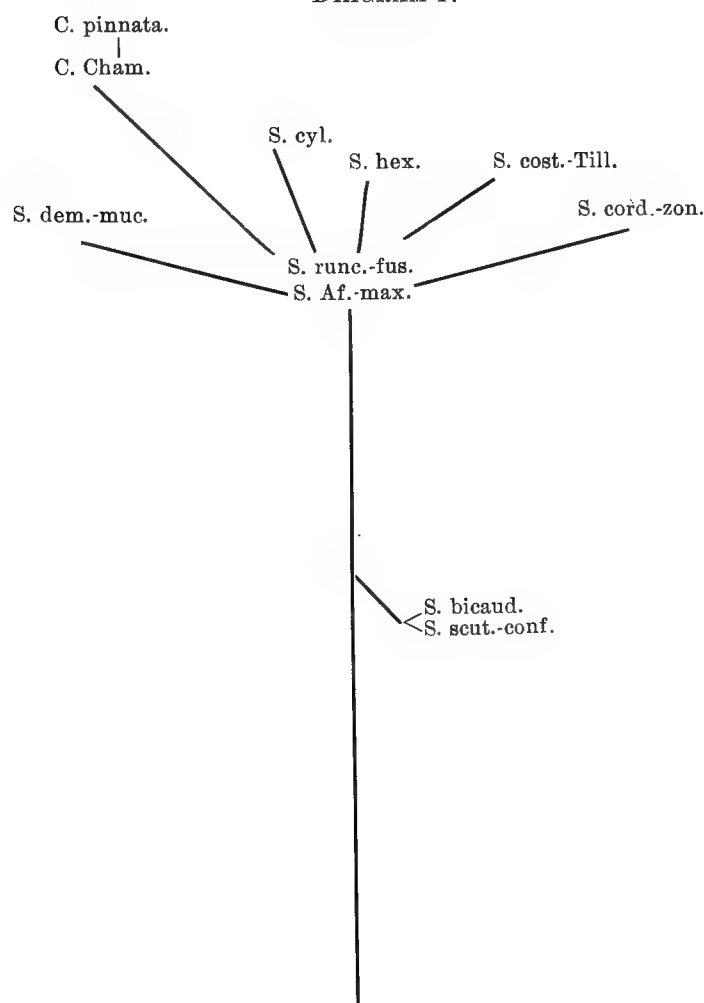 C. pinnata.
C. Cham.
S. cyl.
S. hex.
S. cost.-Till.
S. dem.-muc.
S. cord.-zon.
S. runc.-fus.
S. Af.-max.
S. bicaud.
S. scut.-conf.